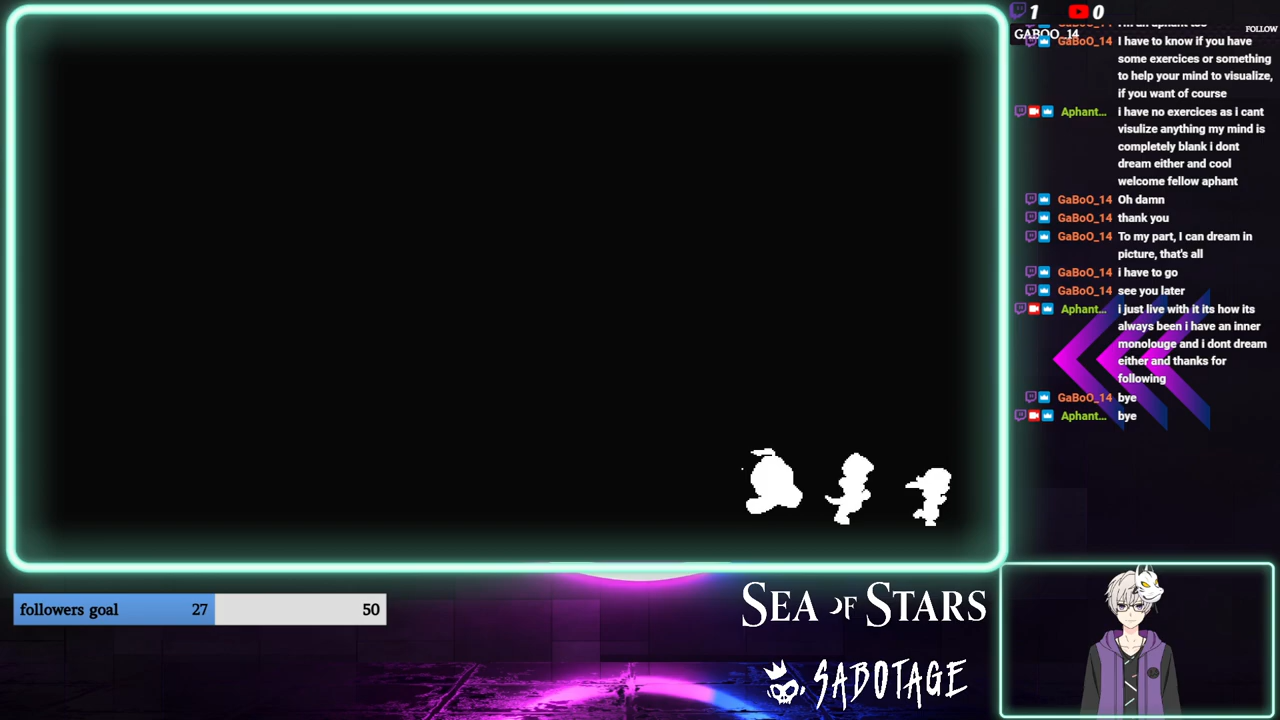 1 0
I'm an aphant too
GABOO_14 FOLLOW
GaBoO_14 I have to know if you have
some exercices or something
to help your mind to visualize,
if you want of course
Aphant... i have no exercices as i cant
visulize anything my mind is
completely blank i dont
dream either and cool
welcome fellow aphant
GaBoO_14 Oh damn
GaBoO_14 thank you
GaBoO_14 To my part, I can dream in
picture, that's all
GaBoO_14 i have to go
GaBoO_14 see you later
Aphant... i just live with it its how its
always been i have an inner
monolouge and i dont dream
either and thanks for
following
GaBoO_14 bye
Aphant... bye
followers goal 27 50
SEA OF STARS
SABOTAGE